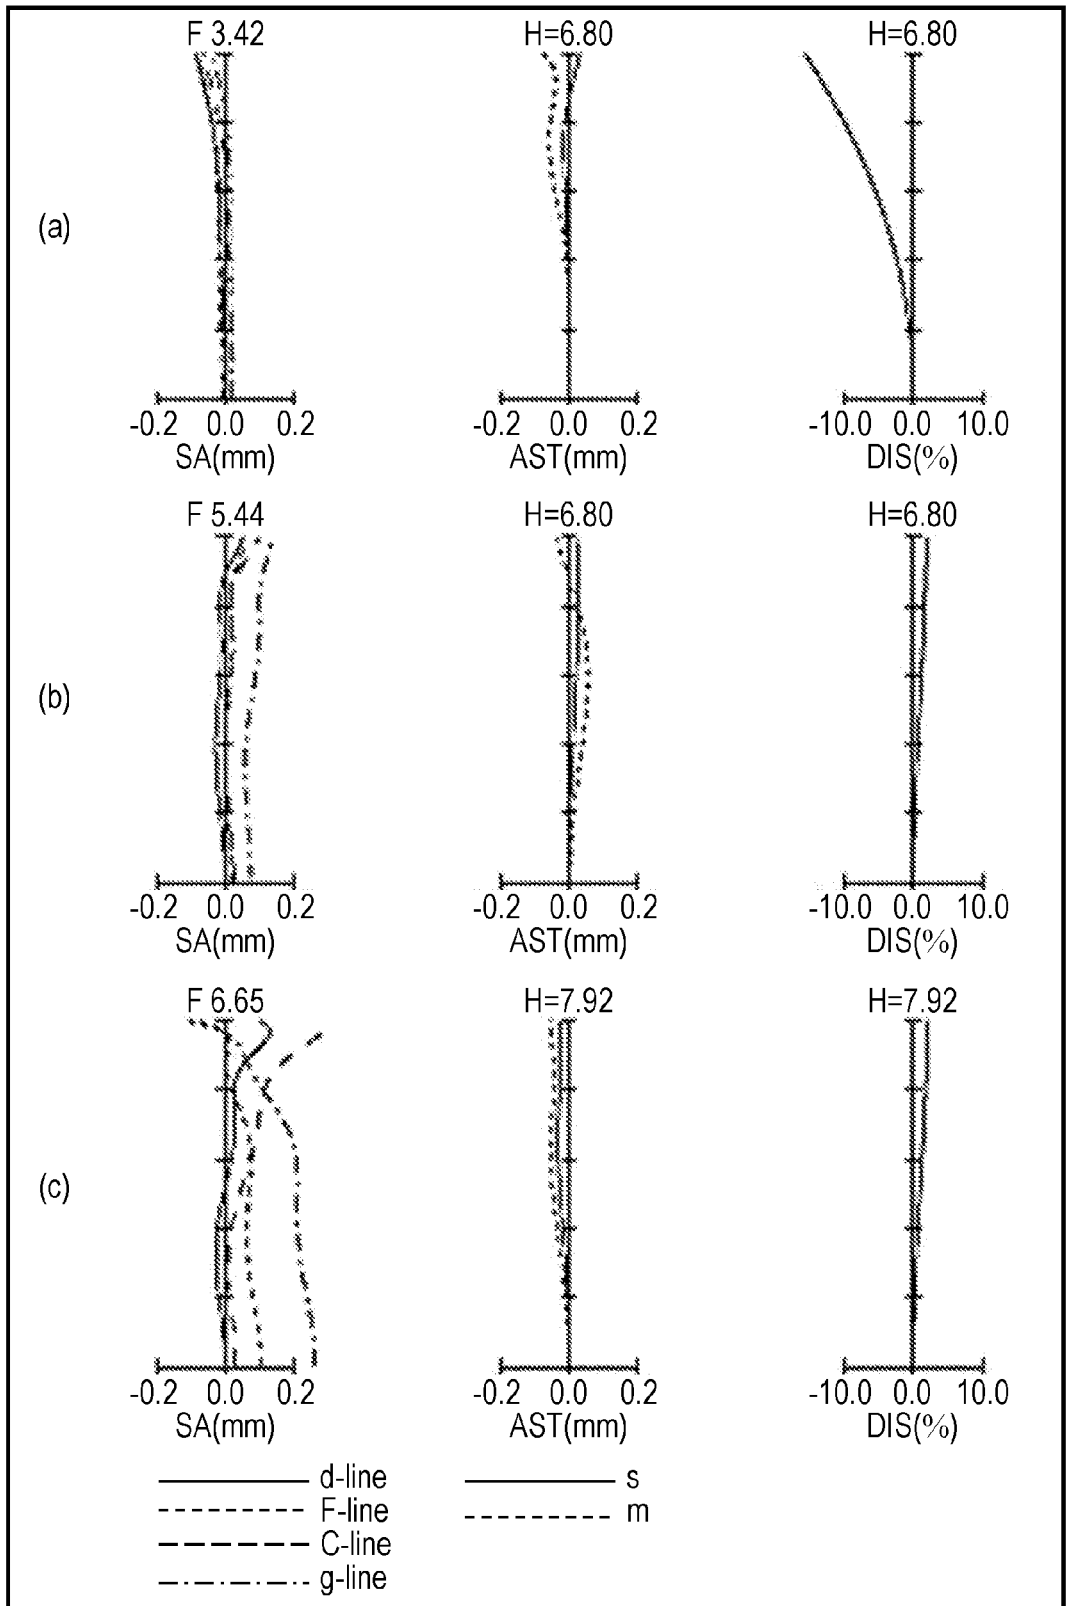 F 3.42 H=6.80 H=6.80
(a)
-0.2 0.0 0.2 -0.2 0.0 0.2 -10.0 0.0 10.0
SA(mm) AST(mm) DIS(%)
F 5.44 H=6.80 H=6.80
(b)
-0.2 0.0 0.2 -0.2 0.0 0.2 -10.0 0.0 10.0
SA(mm) AST(mm) DIS(%)
F 6.65 H=7.92 H=7.92
(c)
-0.2 0.0 0.2 -0.2 0.0 0.2 -10.0 0.0 10.0
SA(mm) AST(mm) DIS(%)
d-line s
F-line m
C-line
g-line